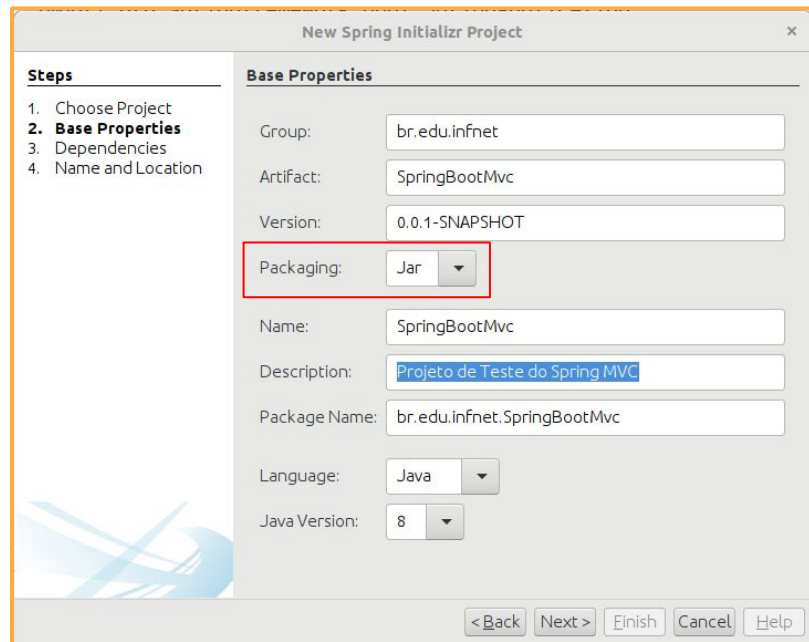 New Spring Initializr Project ×
Steps
1. Choose Project
2. Base Properties
3. Dependencies
4. Name and Location
Base Properties
Group: br.edu.infnet
Artifact: SpringBootMvc
Version: 0.0.1-SNAPSHOT
Packaging: Jar
Name: SpringBootMvc
Description: Projeto de Teste do Spring MVC
Package Name: br.edu.infnet.SpringBootMvc
Language: Java
Java Version: 8
< Back Next > Finish Cancel Help